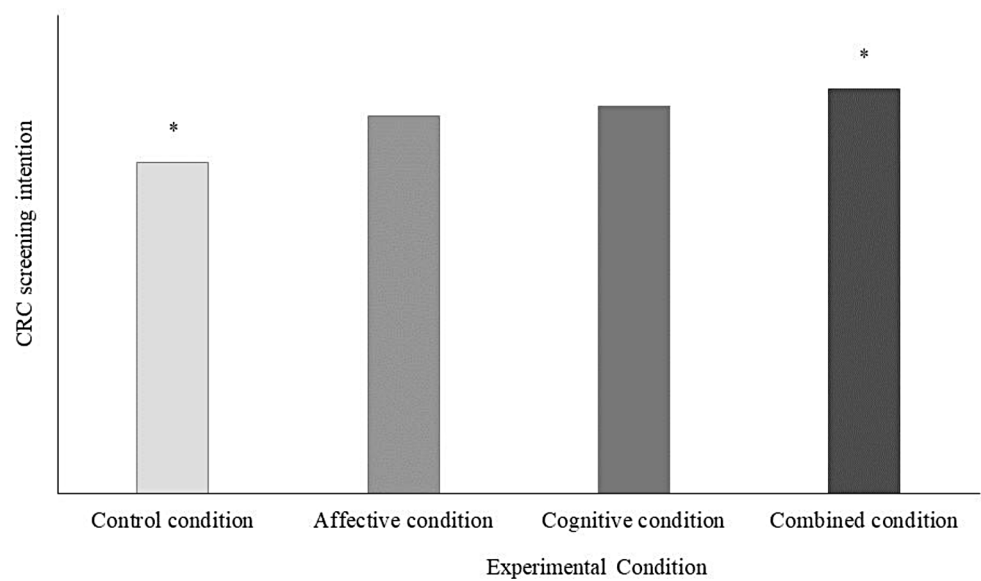 *
*
CRC screening intention
Control condition
Affective condition
Cognitive condition
Combined condition
Experimental Condition